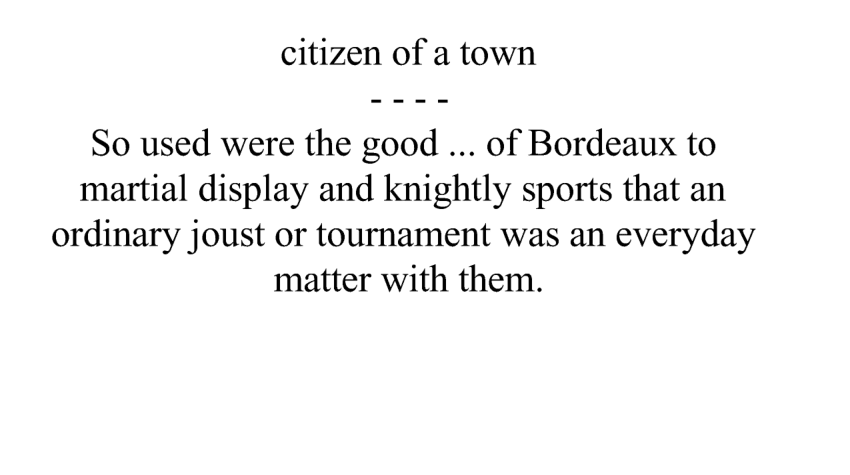 citizen of a town
- - - -
So used were the good ... of Bordeaux to
martial display and knightly sports that an
ordinary joust or tournament was an everyday
matter with them.